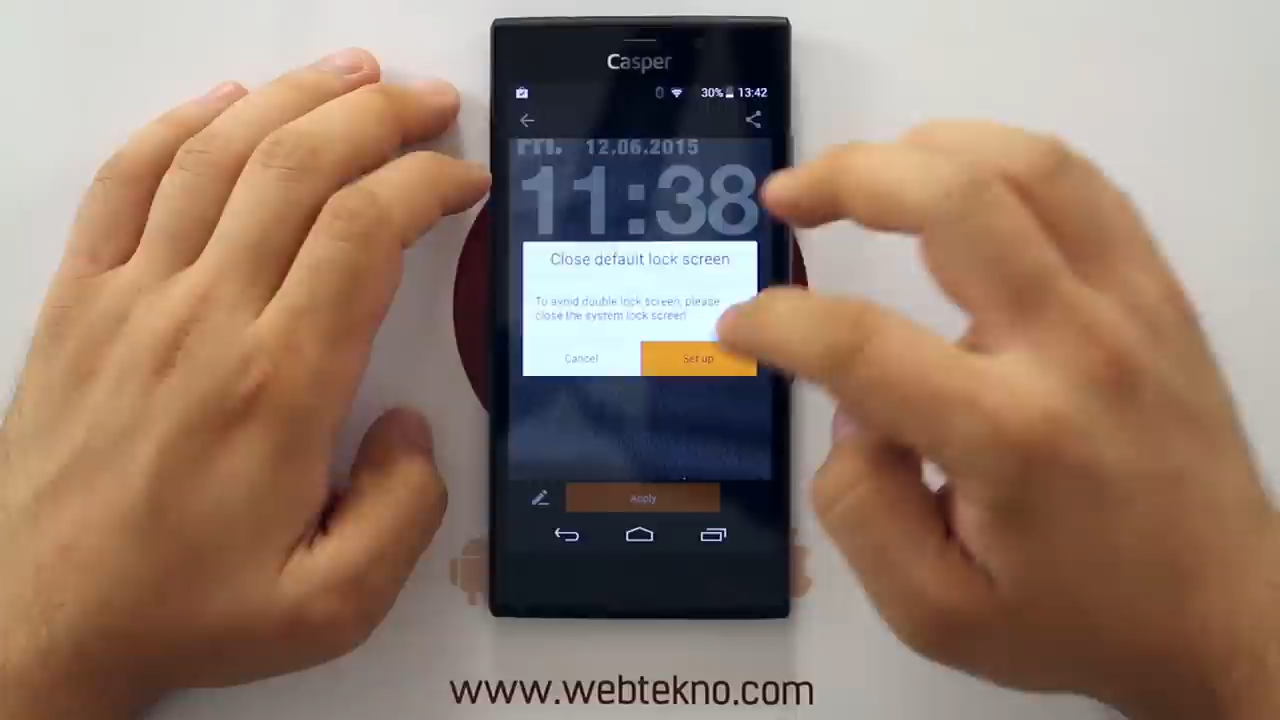 Casper
30% 13:42
12.06.2015
11:38
Close default lock screen
To avoid double lock screen, please
close the system lock screen
Cancel
Set up
Apply
www.webtekno.com